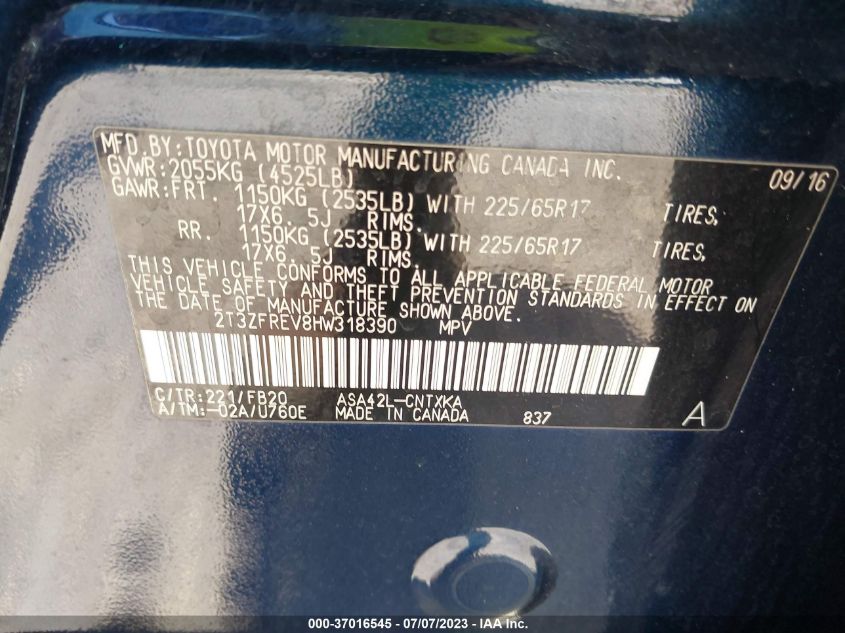 MFD. BY: TOYOTA MOTOR MANUFACTURING CANADA INC. 09/16
GVWR: 2055KG (4525LB)
GAWR: FRT. 1150KG (2535LB) WITH 225/65R17 TIRES,
17X6. 5J RIMS.
RR. 1150KG (2535LB) WITH 225/65R17 TIRES,
17X6. 5J RIMS.
THIS VEHICLE CONFORMS TO ALL APPLICABLE FEDERAL MOTOR
VEHICLE SAFETY AND THEFT PREVENTION STANDARDS IN EFFECT ON
THE DATE OF MANUFACTURE SHOWN ABOVE.
2T3ZFREV8HW318390 MPV
C/TR: 221/FB20 ASA42L-CNTXKA
A/TM: -02A/U760E MADE IN CANADA 837 A
000-37016545 - 07/07/2023 - IAA Inc.